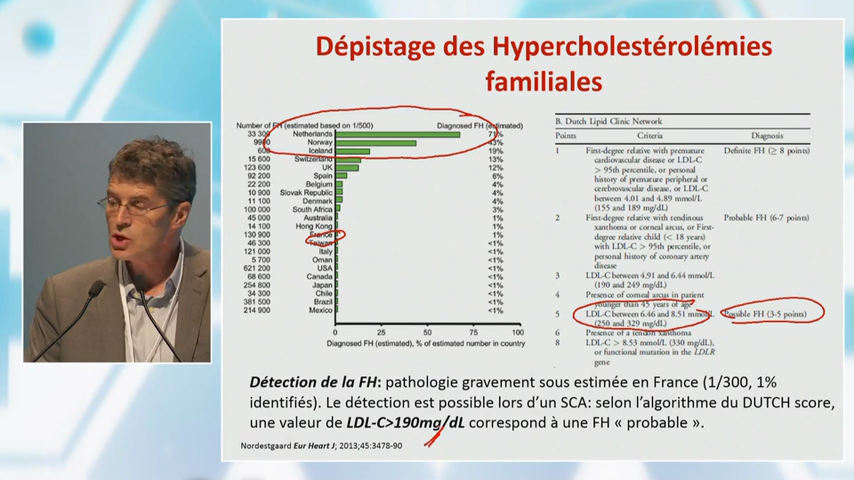 Dépistage des Hypercholestérolémies
familiales
Number of FH (estimated based on 1/500) Diagnosed FH (estimated)
33 300 Netherlands 71%
9900 Norway 43%
600 Iceland 19%
15 600 Switzerland 13%
123 600 UK 12%
92 200 Spain 6%
22 200 Belgium 4%
10 900 Slovak Republic 4%
11 100 Denmark 4%
100 000 South Africa 3%
45 000 Australia 1%
14 100 Hong Kong 1%
130 900 France 1%
46 300 Taiwan <1%
121 000 Italy <1%
5 700 Oman <1%
621 200 USA <1%
68 600 Canada <1%
254 800 Japan <1%
34 300 Chile <1%
381 500 Brazil <1%
214 900 Mexico <1%
0 25 50 75 100
Diagnosed FH (estimated), % of estimated number in country
B. Dutch Lipid Clinic Network
Points Criteria Diagnosis
1 First-degree relative with premature Definite FH (≥ 8 points)
cardiovascular disease or LDL-C
> 95th percentile, or personal
history of premature peripheral or
cerebrovascular disease, or LDL-C
between 4.01 and 4.89 mmol/L
(155 and 189 mg/dL)
2 First-degree relative with tendinous Probable FH (6-7 points)
xanthoma or corneal arcus, or First-
degree relative child (< 18 years)
with LDL-C > 95th percentile, or
personal history of coronary artery
disease
3 LDL-C between 4.91 and 6.44 mmol/L
(190 and 249 mg/dL)
4 Presence of corneal arcus in patient
younger than 45 years of age
5 LDL-C between 6.46 and 8.51 mmol/L Possible FH (3-5 points)
(250 and 329 mg/dL)
6 Presence of a tendon xanthoma
8 LDL-C > 8.53 mmol/L (330 mg/dL),
or functional mutation in the LDLR
gene
Détection de la FH: pathologie gravement sous estimée en France (1/300, 1%
identifiés). Le détection est possible lors d’un SCA: selon l’algorithme du DUTCH score,
une valeur de LDL-C>190mg/dL correspond à une FH « probable ».
Nordestgaard Eur Heart J; 2013;45:3478-90